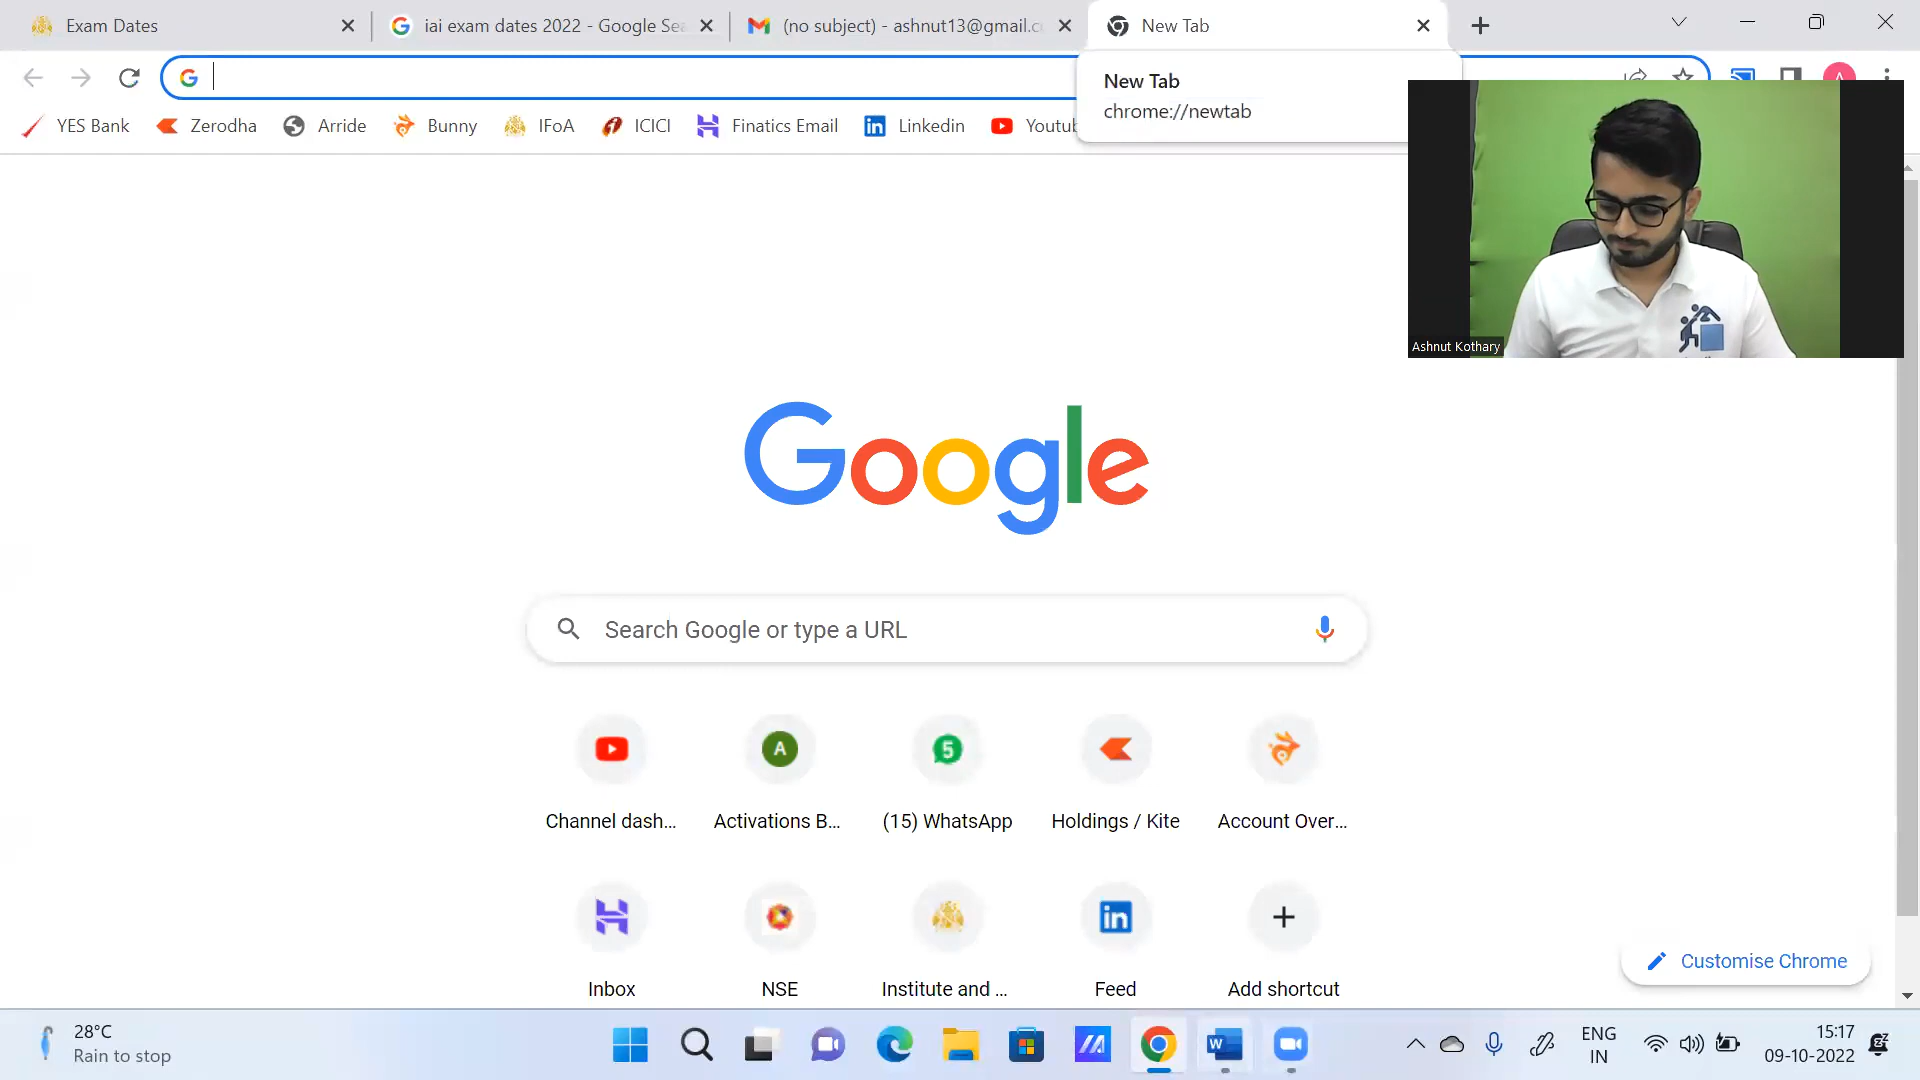 Exam Dates
iai exam dates 2022 - Google Sea
(no subject) - ashnut13@gmail.c
New Tab
New Tab
chrome://newtab
YES Bank
Zerodha
Arride
Bunny
IFoA
ICICI
Finatics Email
Linkedin
Youtub
A
Ashnut Kothary
Google
Search Google or type a URL
A
5
Channel dash...
Activations B...
(15) WhatsApp
Holdings / Kite
Account Over...
in
Inbox
NSE
Institute and ...
Feed
Add shortcut
Customise Chrome
28°C
Rain to stop
ENG
IN
15:17
09-10-2022